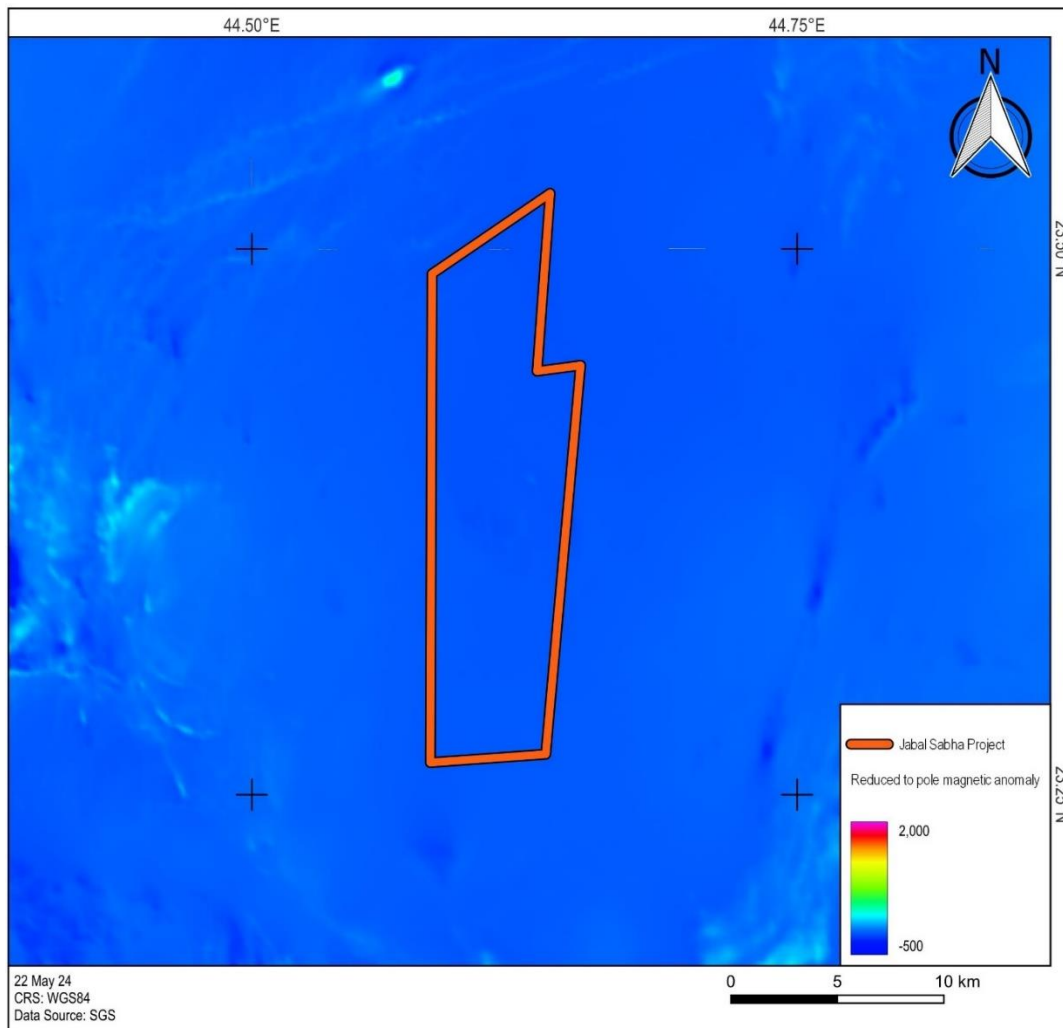 44.50°E
44.75°E
N
23.50°N
23.25°N
Jabal Sabha Project
Reduced to pole magnetic anomaly
2,000
-500
22 May 24
CRS: WGS84
Data Source: SGS
0 5 10 km